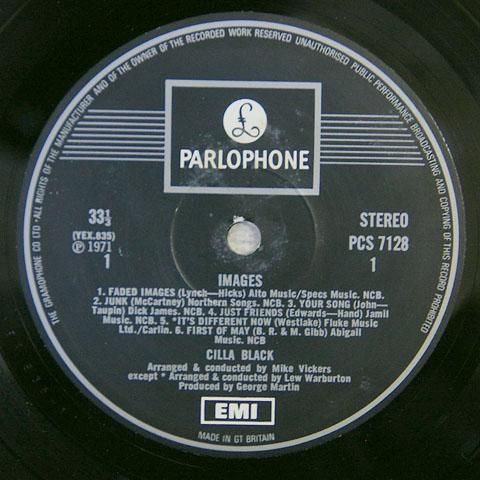 THE GRAMOPHONE CO LTD · ALL RIGHTS OF THE MANUFACTURER AND OF THE OWNER OF THE RECORDED WORK RESERVED UNAUTHORISED PUBLIC PERFORMANCE BROADCASTING AND COPYING OF THIS RECORD PROHIBITED
£
PARLOPHONE
33⅓
(YEX.835)
℗ 1971
1
STEREO
PCS 7128
1
IMAGES
1. FADED IMAGES (Lynch—Hicks) Alto Music/Specs Music. NCB.
2. JUNK (McCartney) Northern Songs. NCB. 3. YOUR SONG (John—
Taupin) Dick James. NCB. 4. JUST FRIENDS (Edwards—Hand) Jamil
Music. NCB. 5. *IT'S DIFFERENT NOW (Westlake) Fluke Music
Ltd./Carlin. 6. FIRST OF MAY (B. R. & M. Gibb) Abigail
Music. NCB
CILLA BLACK
Arranged & conducted by Mike Vickers
except * Arranged & conducted by Lew Warburton
Produced by George Martin
EMI
MADE IN GT BRITAIN